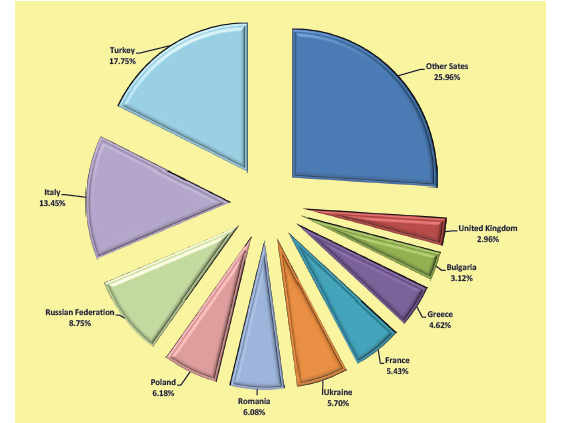 Turkey
17.75%
Other Sates
25.96%
Italy
13.45%
United Kingdom
2.96%
Bulgaria
3.12%
Russian Federation
8.75%
Greece
4.62%
France
5.43%
Poland
6.18%
Ukraine
5.70%
Romania
6.08%